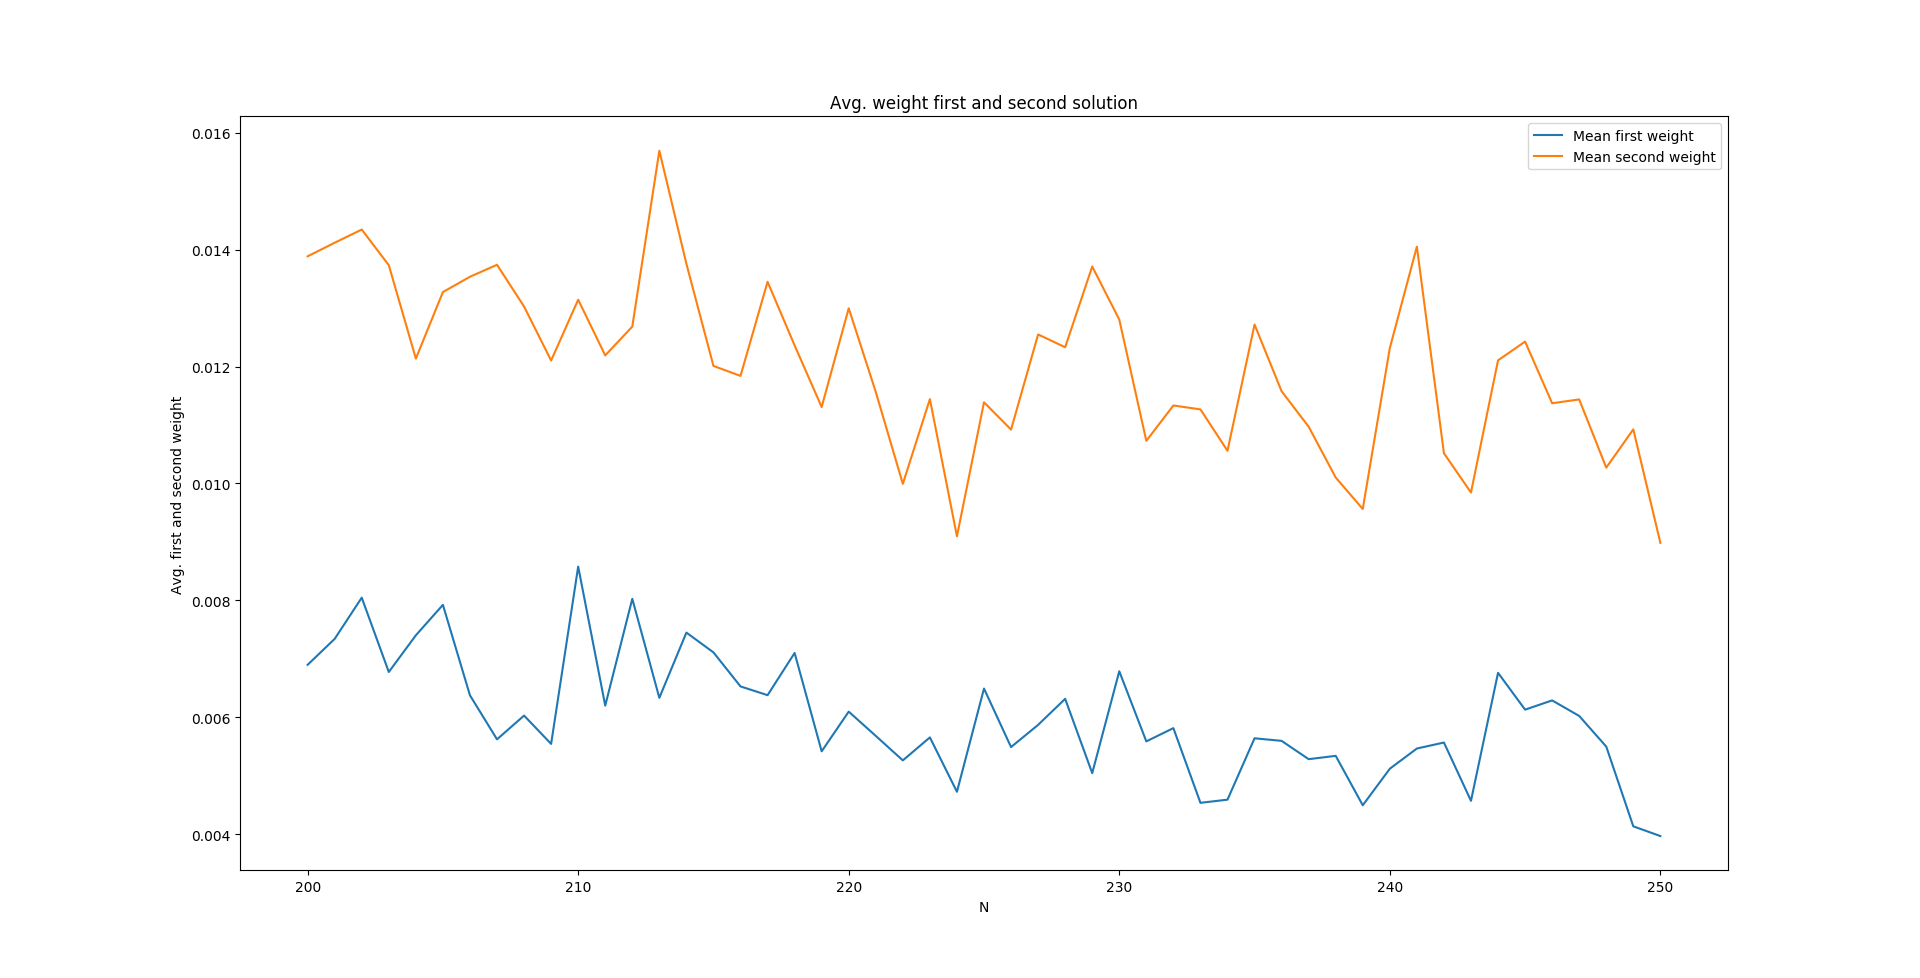 Avg. weight first and second solution
Mean first weight
Mean second weight
0.016
0.014
0.012
0.010
0.008
0.006
0.004
Avg. first and second weight
200 210 220 230 240 250
N